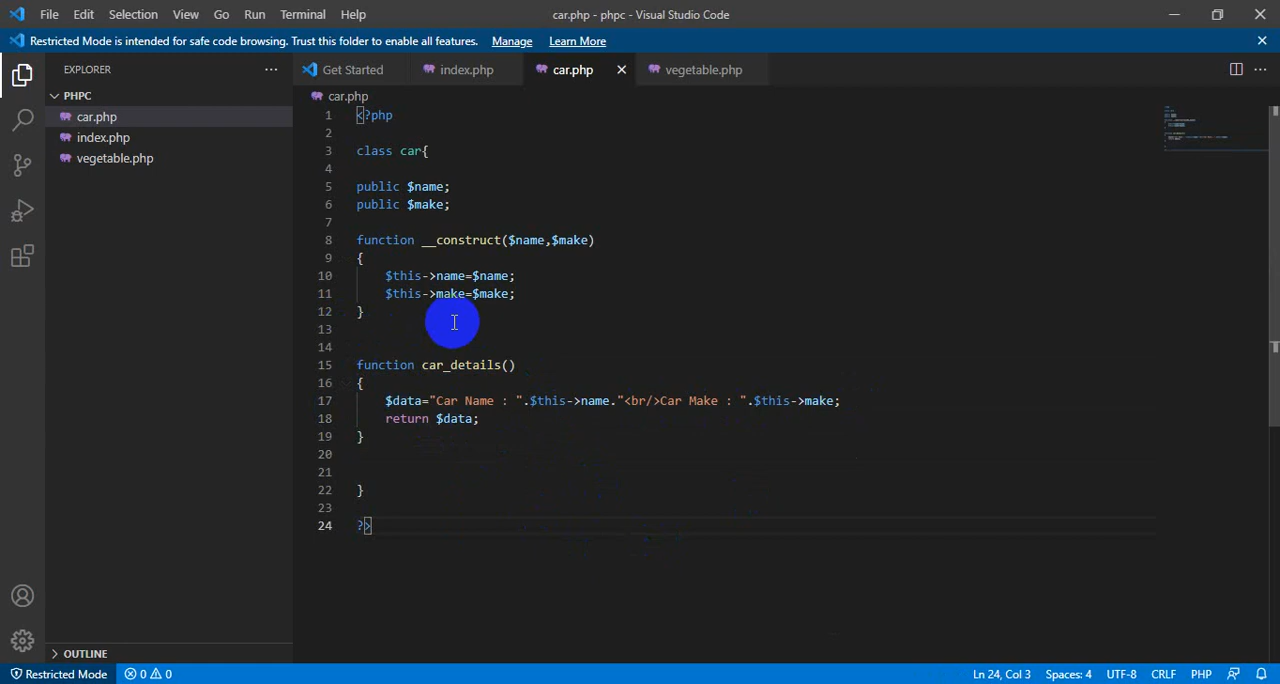 File Edit Selection View Go Run Terminal Help car.php - phpc - Visual Studio Code
Restricted Mode is intended for safe code browsing. Trust this folder to enable all features. Manage Learn More
EXPLORER
Get Started index.php car.php vegetable.php
PHPC
car.php
index.php
vegetable.php
OUTLINE
car.php
1 <?php
2
3 class car{
4
5 public $name;
6 public $make;
7
8 function __construct($name,$make)
9 {
10 $this->name=$name;
11 $this->make=$make;
12 }
13
14
15 function car_details()
16 {
17 $data="Car Name : ".$this->name."<br/>Car Make : ".$this->make;
18 return $data;
19 }
20
21
22 }
23
24 ?>
Restricted Mode 0 0 Ln 24, Col 3 Spaces: 4 UTF-8 CRLF PHP